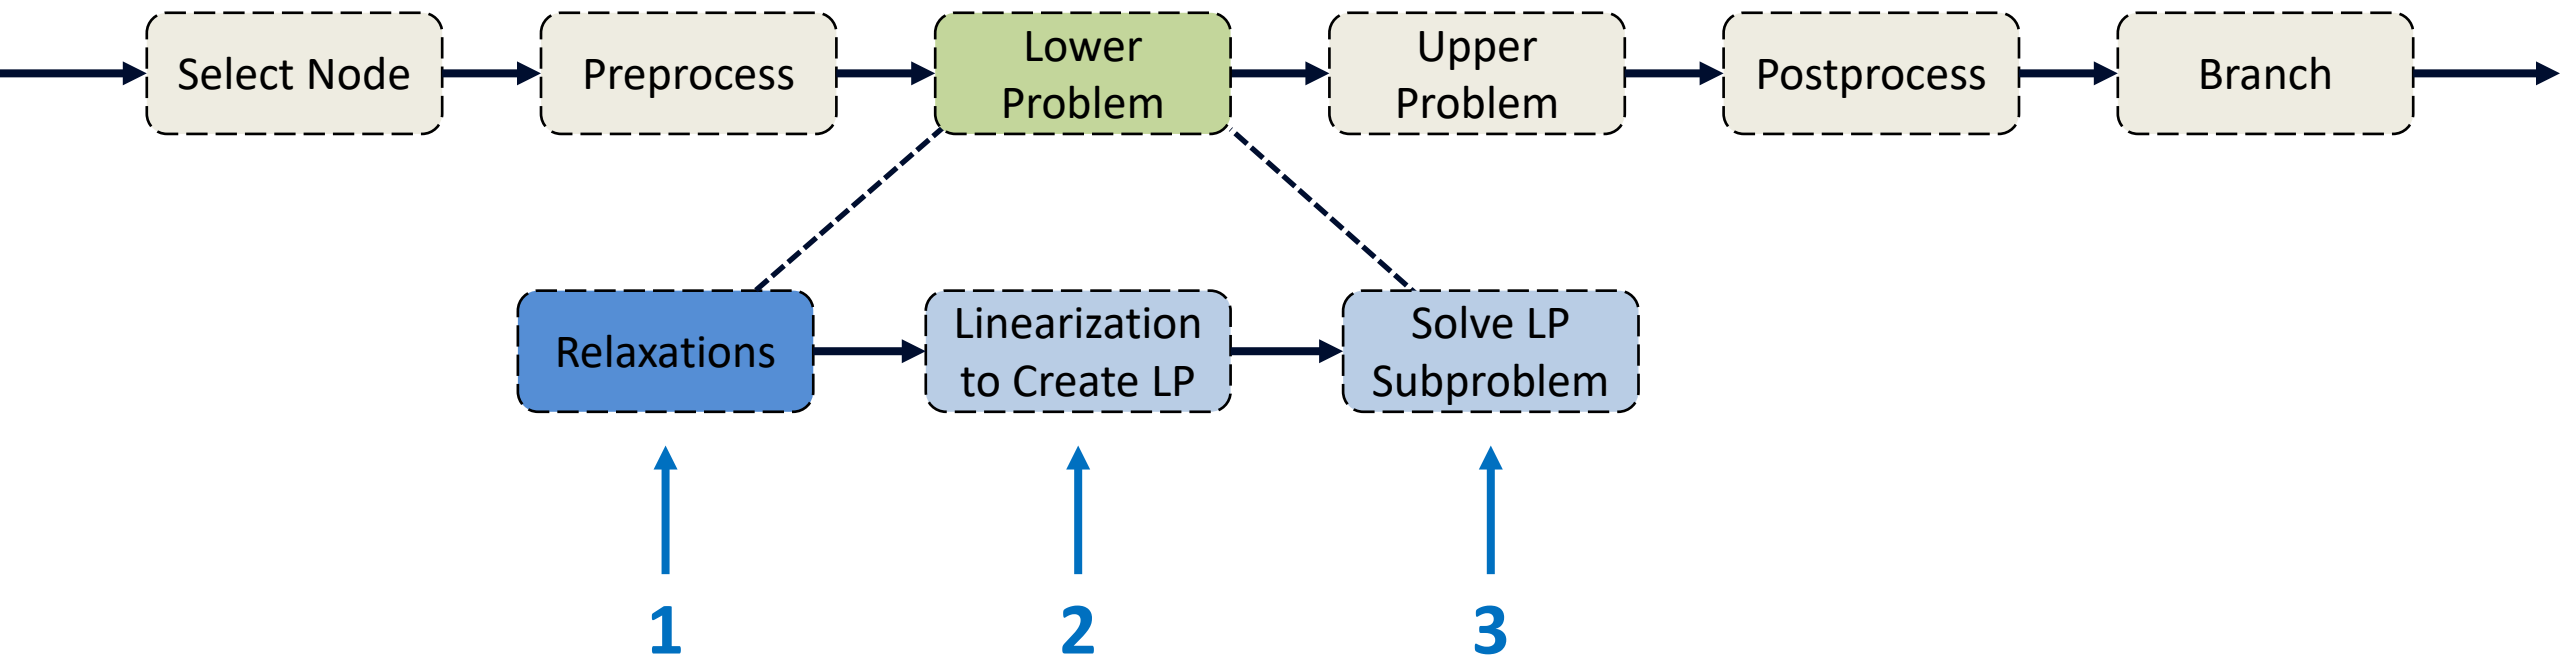 Select Node
Preprocess
Lower
Problem
Upper
Problem
Postprocess
Branch
Relaxations
Linearization
to Create LP
Solve LP
Subproblem
1
2
3